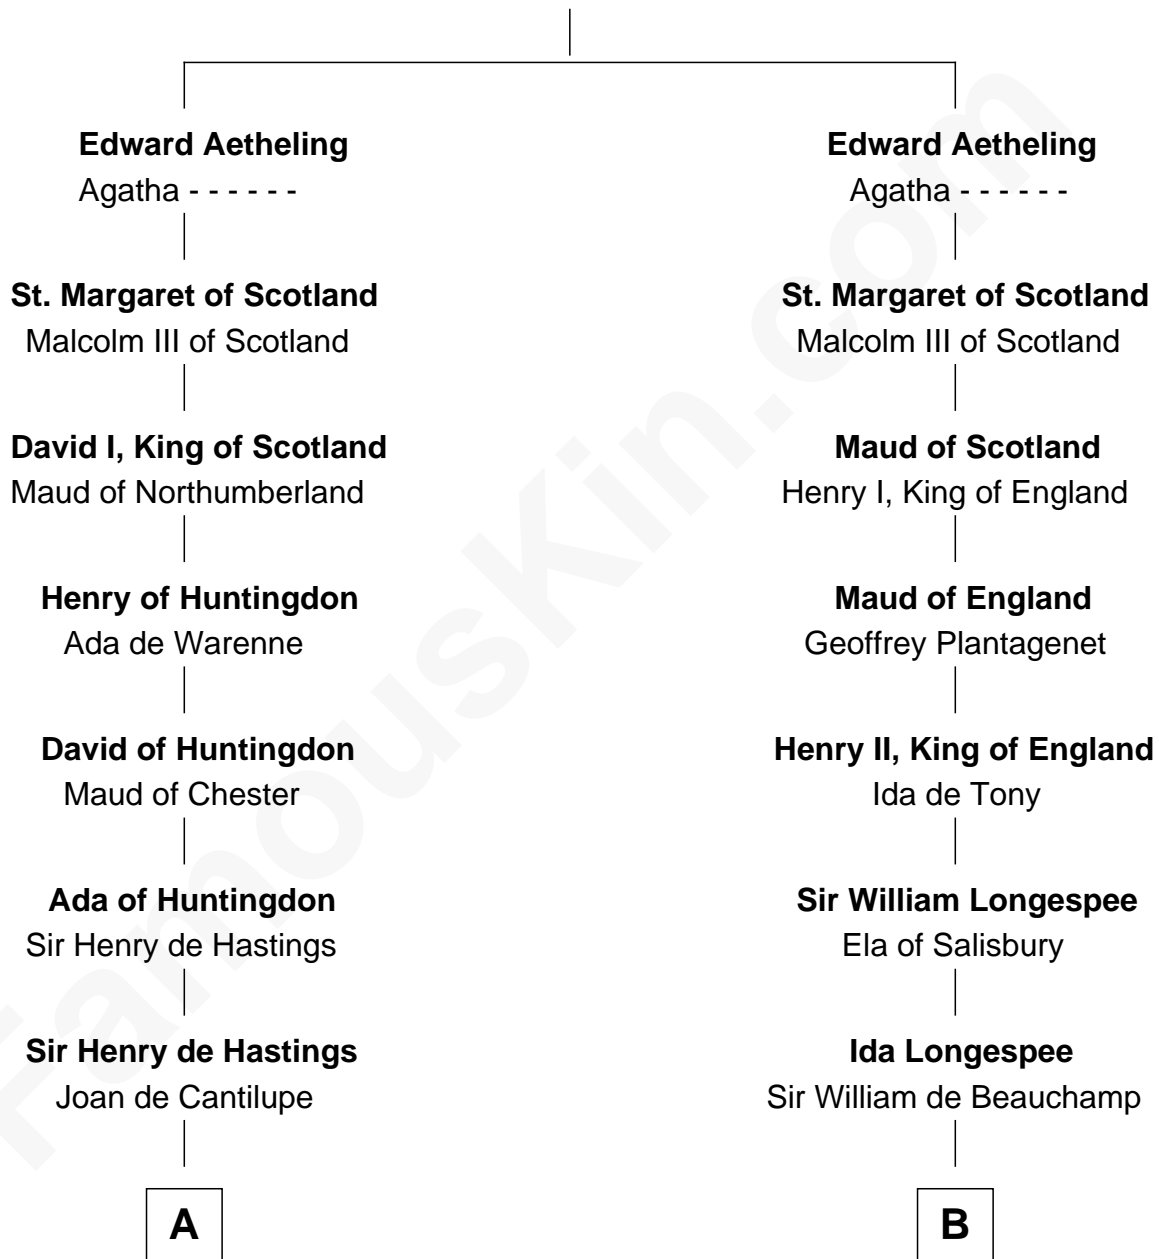 Edward Aetheling
Agatha - - - - - -
St. Margaret of Scotland
Malcolm III of Scotland
David I, King of Scotland
Maud of Northumberland
Henry of Huntingdon
Ada de Warenne
David of Huntingdon
Maud of Chester
Ada of Huntingdon
Sir Henry de Hastings
Sir Henry de Hastings
Joan de Cantilupe
A
Edward Aetheling
Agatha - - - - - -
St. Margaret of Scotland
Malcolm III of Scotland
Maud of Scotland
Henry I, King of England
Maud of England
Geoffrey Plantagenet
Henry II, King of England
Ida de Tony
Sir William Longespee
Ela of Salisbury
Ida Longespee
Sir William de Beauchamp
B
FamousKin.com